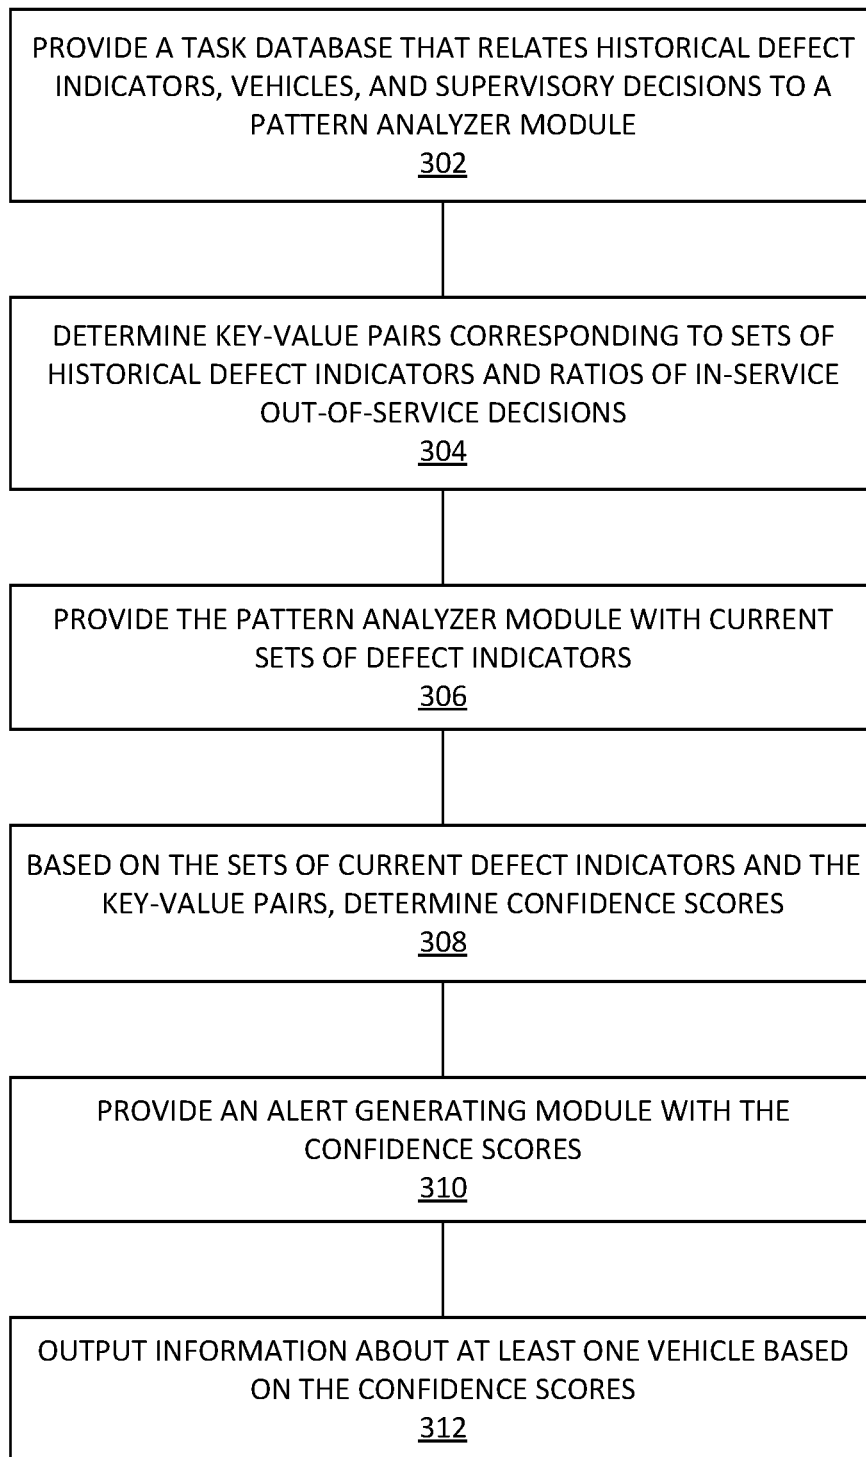 PROVIDE A TASK DATABASE THAT RELATES HISTORICAL DEFECT
INDICATORS, VEHICLES, AND SUPERVISORY DECISIONS TO A
PATTERN ANALYZER MODULE
302
DETERMINE KEY-VALUE PAIRS CORRESPONDING TO SETS OF
HISTORICAL DEFECT INDICATORS AND RATIOS OF IN-SERVICE
OUT-OF-SERVICE DECISIONS
304
PROVIDE THE PATTERN ANALYZER MODULE WITH CURRENT
SETS OF DEFECT INDICATORS
306
BASED ON THE SETS OF CURRENT DEFECT INDICATORS AND THE
KEY-VALUE PAIRS, DETERMINE CONFIDENCE SCORES
308
PROVIDE AN ALERT GENERATING MODULE WITH THE
CONFIDENCE SCORES
310
OUTPUT INFORMATION ABOUT AT LEAST ONE VEHICLE BASED
ON THE CONFIDENCE SCORES
312